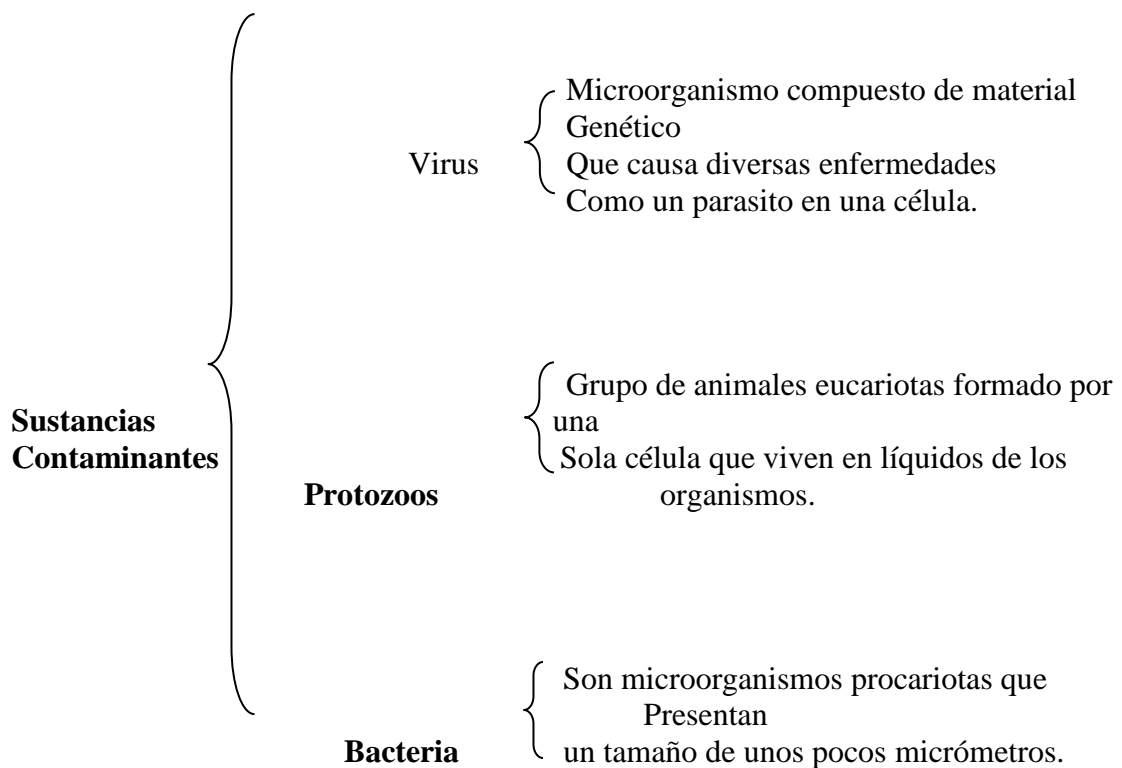 Sustancias
Contaminantes
Virus
Microorganismo compuesto de material
Genético
Que causa diversas enfermedades
Como un parasito en una célula.
Protozoos
Grupo de animales eucariotas formado por
una
Sola célula que viven en líquidos de los
organismos.
Bacteria
Son microorganismos procariotas que
Presentan
un tamaño de unos pocos micrómetros.